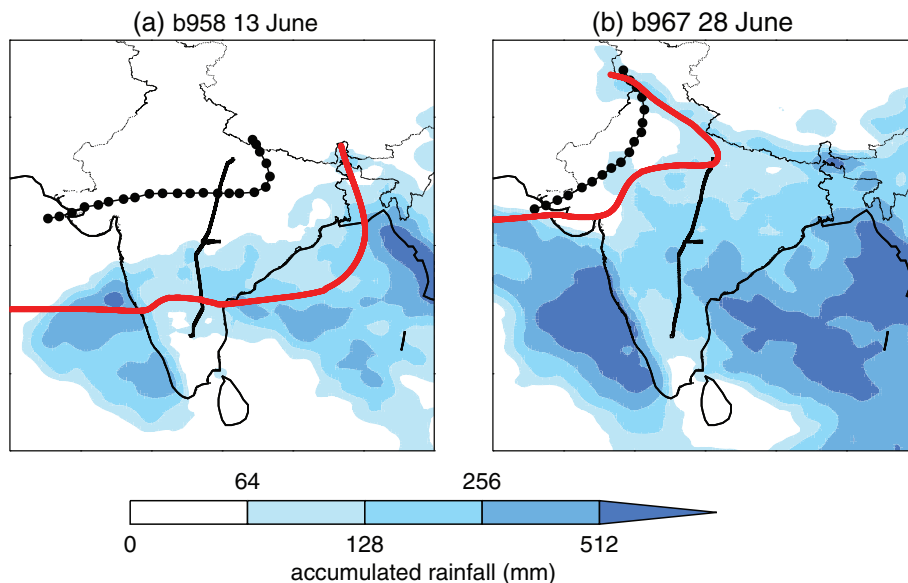 (a) b958 13 June
(b) b967 28 June
64 256
0 128 512
accumulated rainfall (mm)